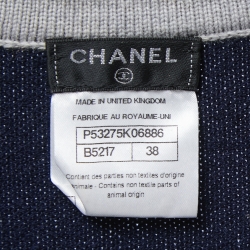 CHANEL
MADE IN UNITED KINGDOM
FABRIQUE AU ROYAUME-UNI
P53275K06886
B5217 38
Contient des parties non textiles d'origine
animale - Contains non textile parts of
animal origin